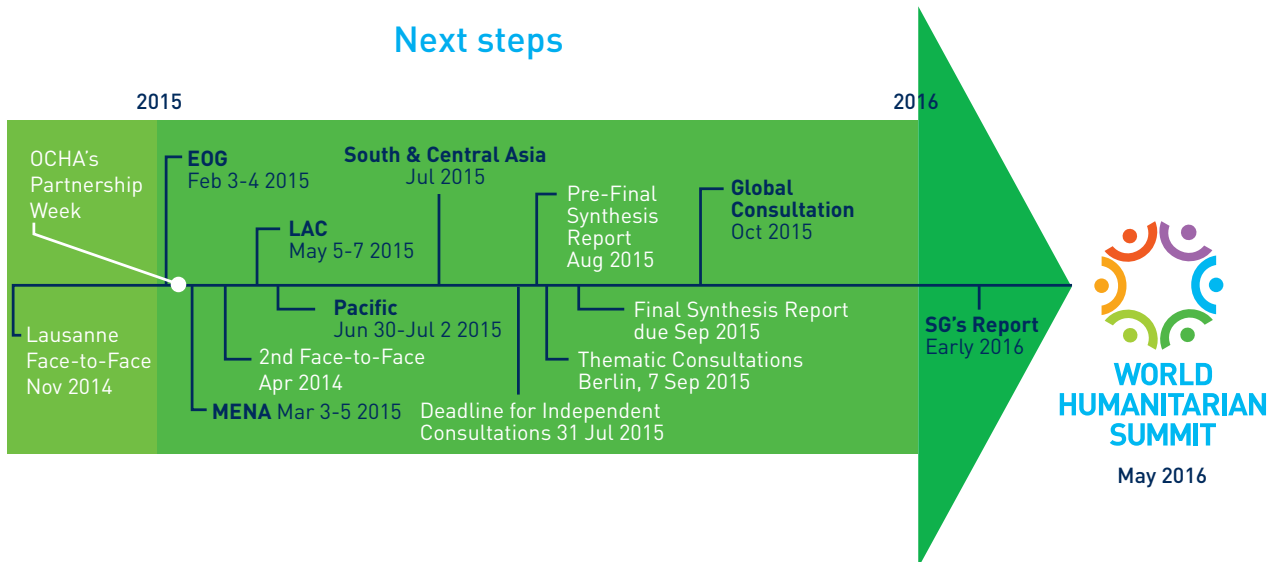 Next steps
2015
2016
OCHA's
Partnership
Week
EOG
Feb 3-4 2015
LAC
May 5-7 2015
South & Central Asia
Jul 2015
Pre-Final
Synthesis
Report
Aug 2015
Global
Consultation
Oct 2015
Lausanne
Face-to-Face
Nov 2014
MENA Mar 3-5 2015
2nd Face-to-Face
Apr 2014
Pacific
Jun 30-Jul 2 2015
Deadline for Independent
Consultations 31 Jul 2015
Thematic Consultations
Berlin, 7 Sep 2015
Final Synthesis Report
due Sep 2015
SG's Report
Early 2016
WORLD
HUMANITARIAN
SUMMIT
May 2016